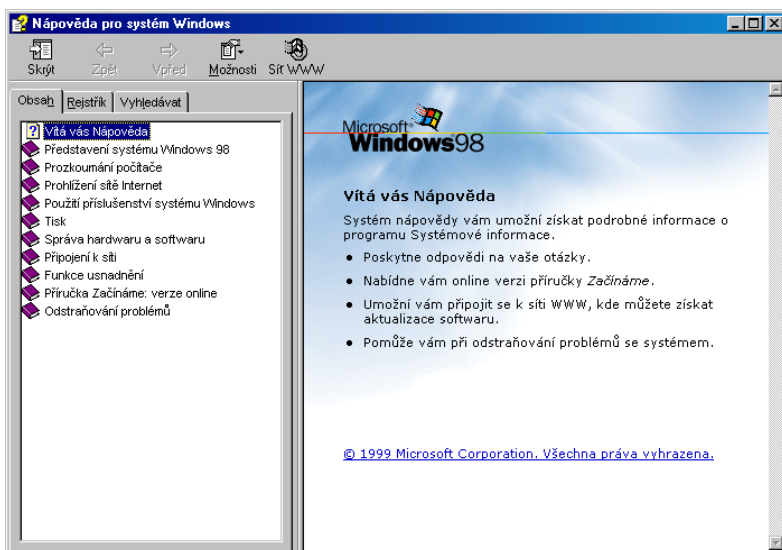 Nápověda pro systém Windows
Skrýt Zpět Vpřed Možnosti Síť WWW
Obsah Rejstřík Vyhledávat
Vítá vás Nápověda
Představení systému Windows 98
Prozkoumání počítače
Prohlížení sítě Internet
Použití příslušenství systému Windows
Tisk
Správa hardwaru a softwaru
Připojení k síti
Funkce usnadnění
Příručka Začínáme: verze online
Odstraňování problémů
Microsoft®
Windows98
Vítá vás Nápověda
Systém nápovědy vám umožní získat podrobné informace o
programu Systémové informace.
• Poskytne odpovědi na vaše otázky.
• Nabídne vám online verzi příručky Začínáme.
• Umožní vám připojit se k síti WWW, kde můžete získat
aktualizace softwaru.
• Pomůže vám při odstraňování problémů se systémem.
© 1999 Microsoft Corporation. Všechna práva vyhrazena.